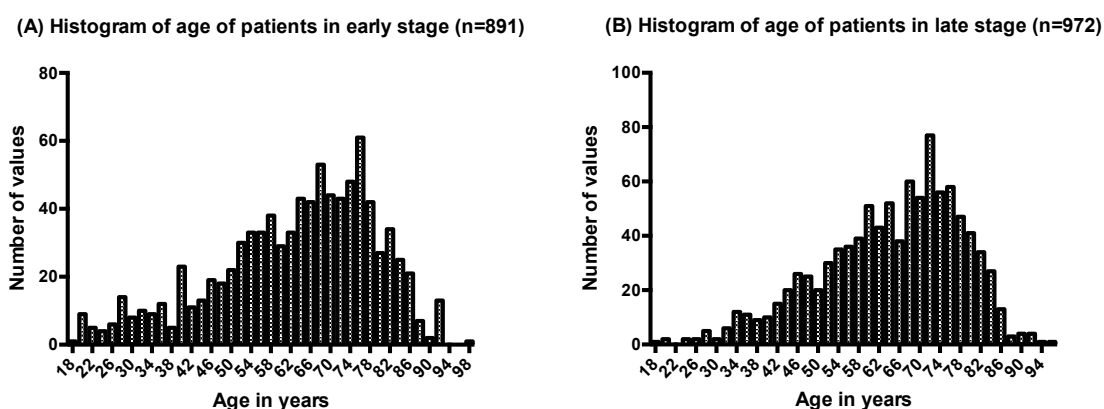 (A) Histogram of age of patients in early stage (n=891)
80
60
40
20
0
Number of values
18 22 26 30 34 38 42 46 50 54 58 62 66 70 74 78 82 86 90 94 98
Age in years
(B) Histogram of age of patients in late stage (n=972)
100
80
60
40
20
0
Number of values
18 22 26 30 34 38 42 46 50 54 58 62 66 70 74 78 82 86 90 94
Age in years